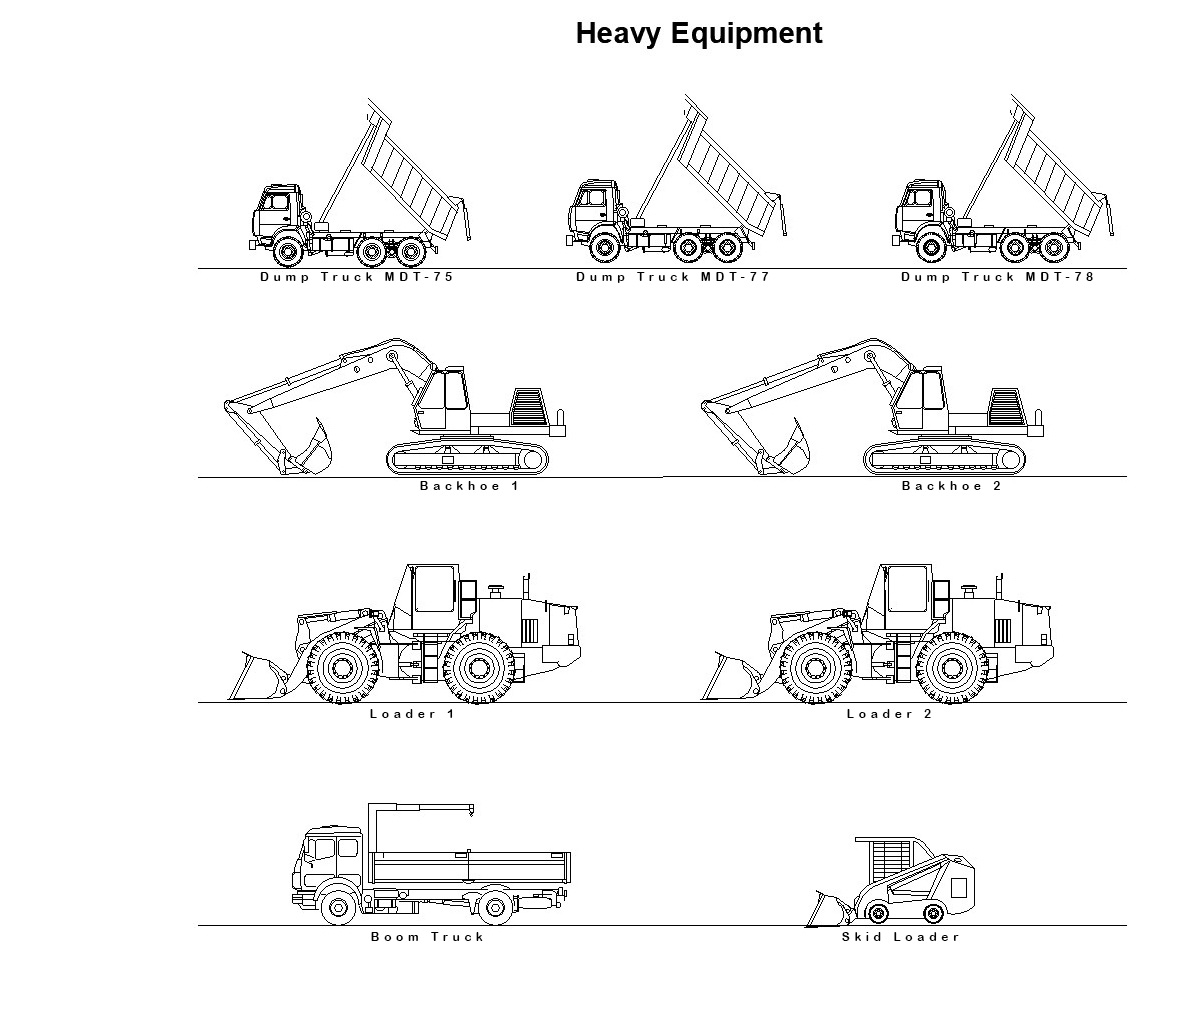 Heavy Equipment
Dump Truck MDT-75
Dump Truck MDT-77
Dump Truck MDT-78
Backhoe 1
Backhoe 2
Loader 1
Loader 2
Boom Truck
Skid Loader